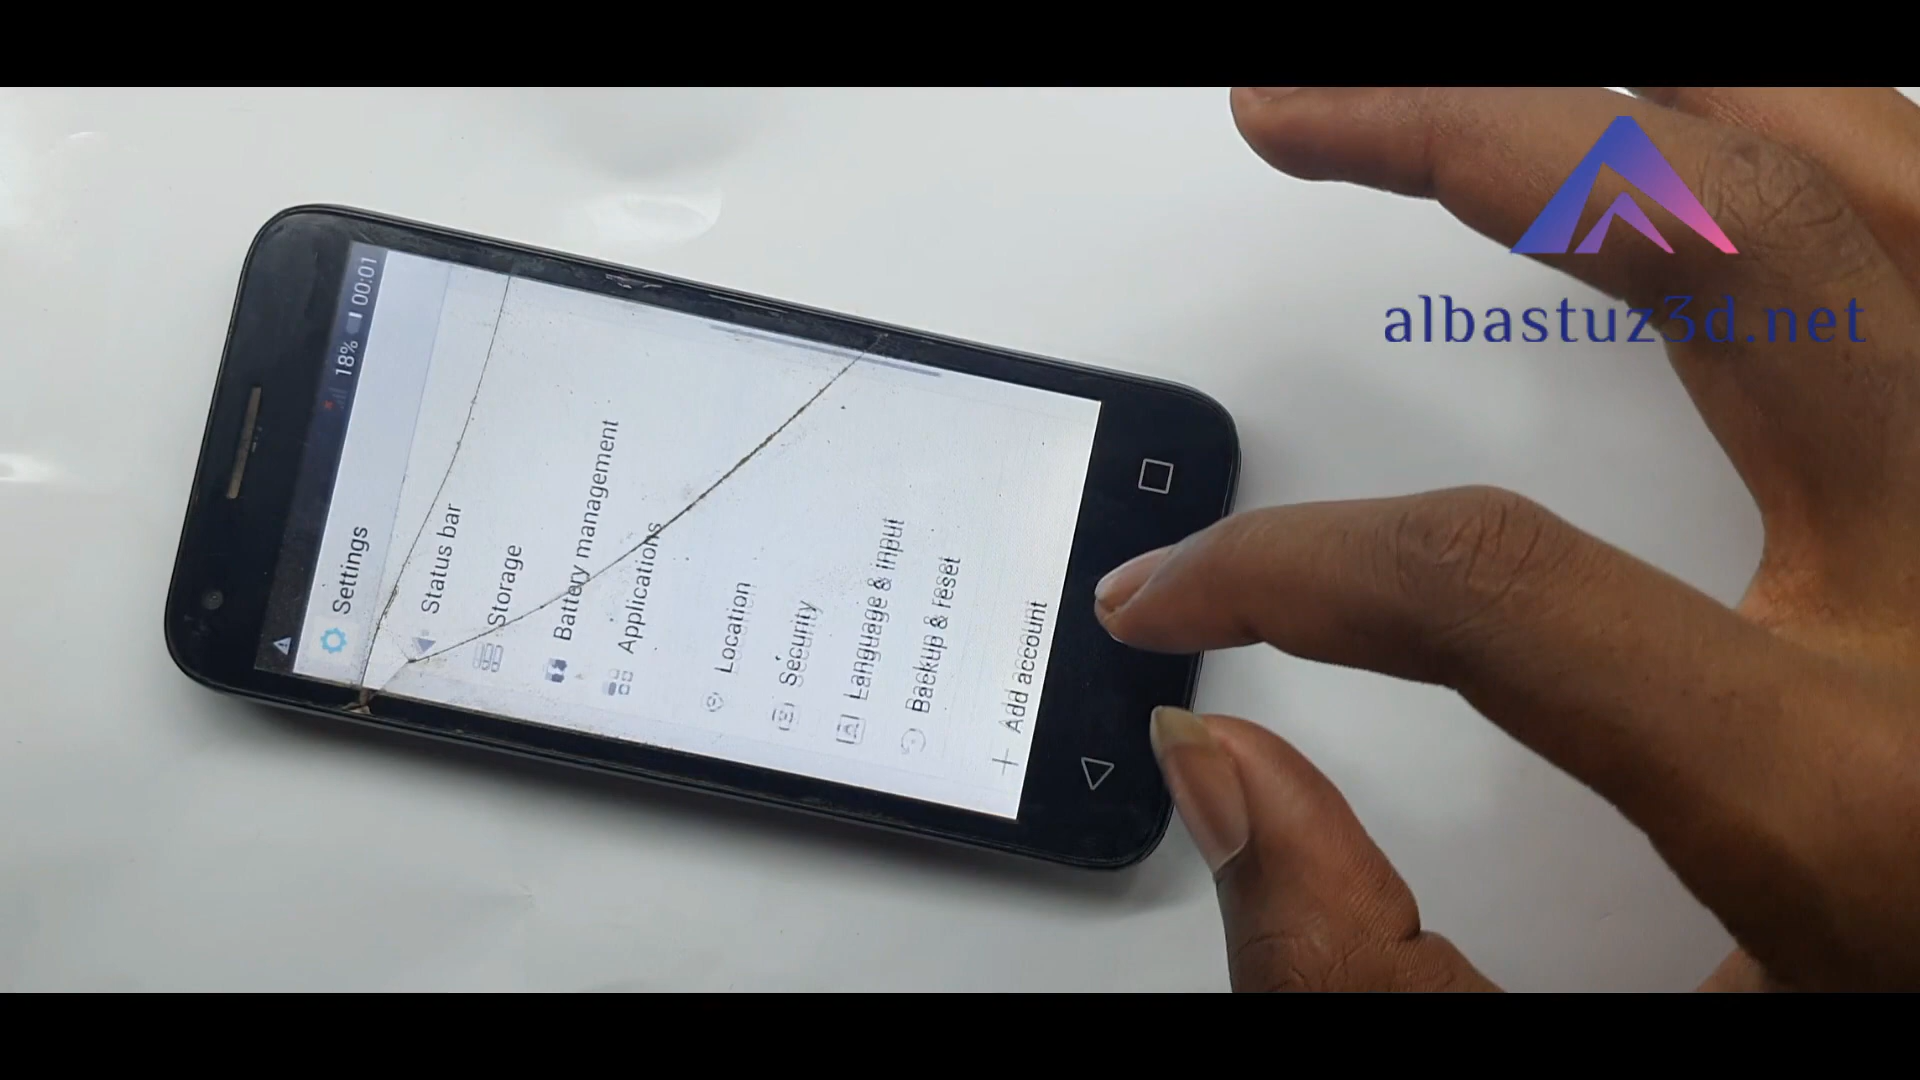 18% 00:01
Settings
Status bar
Storage
Battery management
Applications
Location
Security
Language & input
Backup & reset
+ Add account
albastuz3d.net